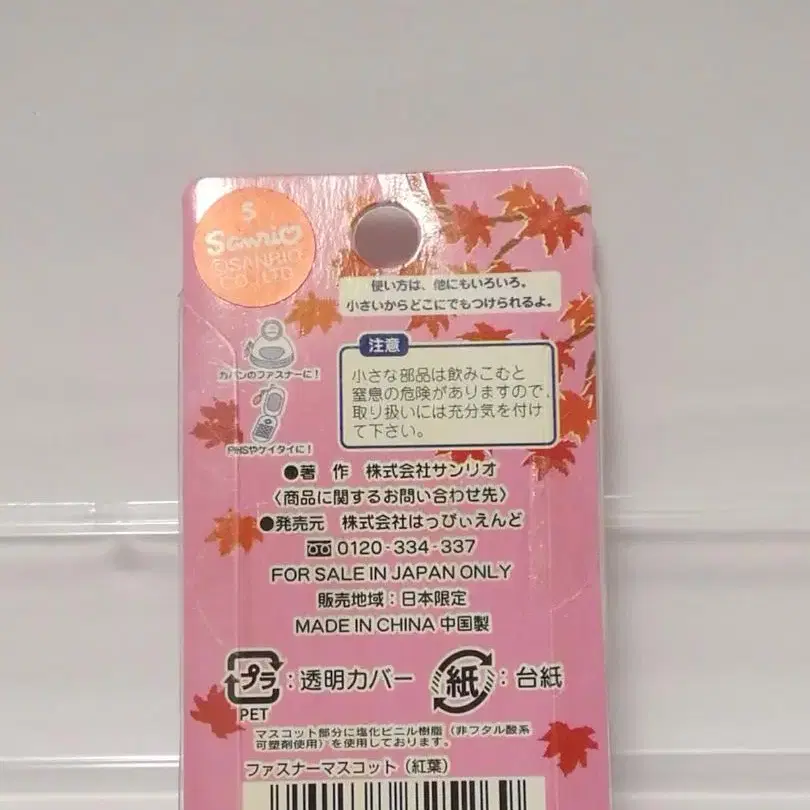 S
Sanrio
©SANRIO
CO., LTD.
使い方は、他にもいろいろ。
小さいからどこにでもつけられるよ。
カバンのファスナーに！
PHSやケイタイに！
注意
小さな部品は飲みこむと
窒息の危険がありますので、
取り扱いには充分気を付け
て下さい。
●著 作 株式会社サンリオ
〈商品に関するお問い合わせ先〉
●発売元 株式会社はっぴぃえんど
0120-334-337
FOR SALE IN JAPAN ONLY
販売地域：日本限定
MADE IN CHINA 中国製
プラ：透明カバー 紙：台紙
PET
マスコット部分に塩化ビニル樹脂（非フタル酸系
可塑剤使用）を使用しております。
ファスナーマスコット（紅葉）